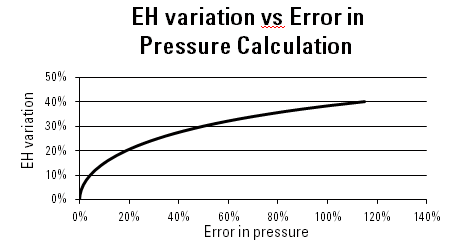 EH variation vs Error in
Pressure Calculation
50%
40%
30%
20%
10%
0%
EH variation
0% 20% 40% 60% 80% 100% 120% 140%
Error in pressure